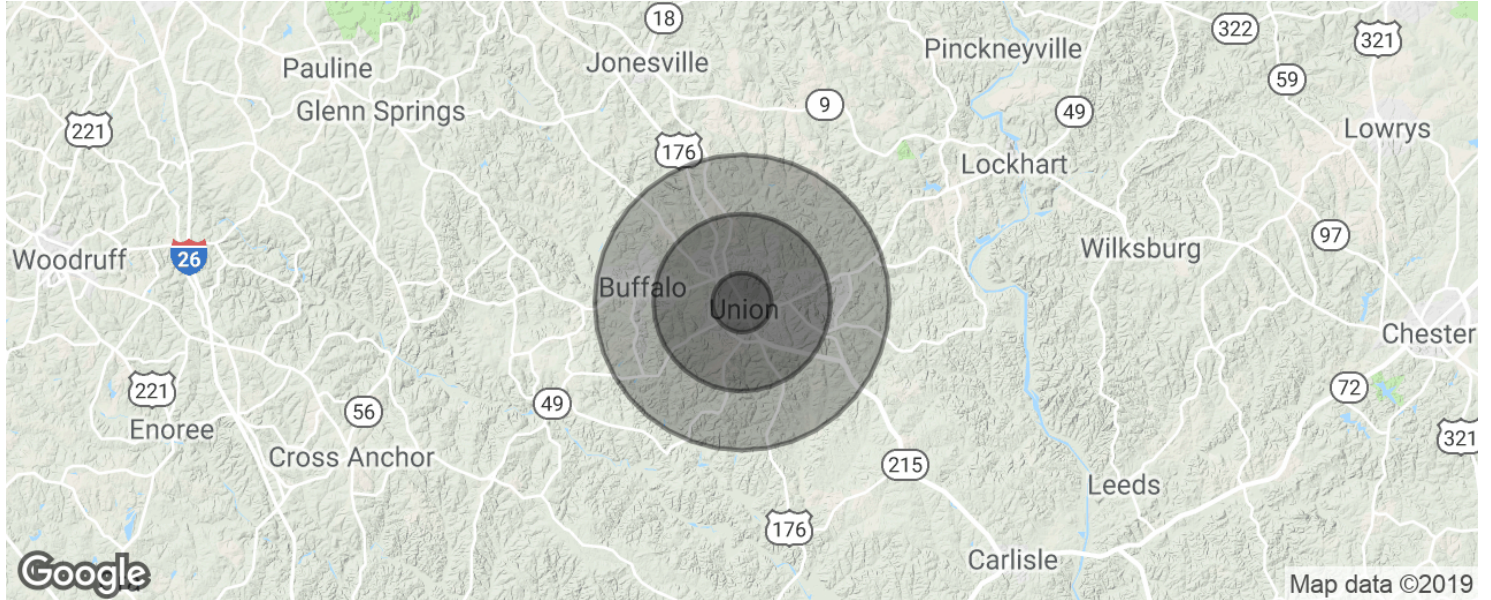 18
322
321
Pinckneyville
Jonesville
Pauline
59
9
Glenn Springs
49
221
Lowrys
176
Lockhart
97
Wilksburg
Woodruff
26
Buffalo
Union
Chester
221
72
49
56
Enoree
321
Cross Anchor
215
Leeds
176
Carlisle
Google
Map data ©2019